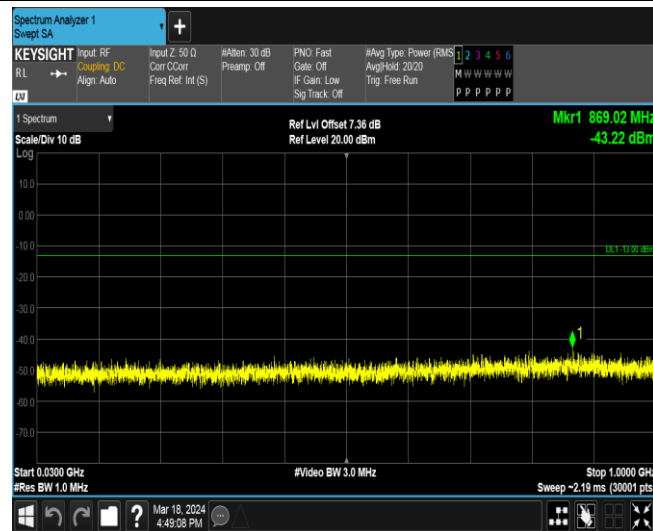 Spectrum Analyzer 1
Swept SA
+
KEYSIGHT
RL
LXI
Input: RF
Coupling: DC
Align: Auto
Input Z: 50 Ω
Corr CCorr
Freq Ref: Int (S)
#Atten: 30 dB
Preamp: Off
PNO: Fast
Gate: Off
IF Gain: Low
Sig Track: Off
#Avg Type: Power (RMS
Avg|Hold: 20/20
Trig: Free Run
1 2 3 4 5 6
M W W W W W
P P P P P P
1 Spectrum
Scale/Div 10 dB
Log
Ref Lvl Offset 7.36 dB
Ref Level 20.00 dBm
Mkr1 869.02 MHz
-43.22 dBm
10.0
0.00
-10.0
DL1 -13.00 dBm
-20.0
-30.0
-40.0
1
-50.0
-60.0
-70.0
Start 0.0300 GHz
#Res BW 1.0 MHz
#Video BW 3.0 MHz
Stop 1.0000 GHz
Sweep ~2.19 ms (30001 pts)
?
Mar 18, 2024
4:49:08 PM